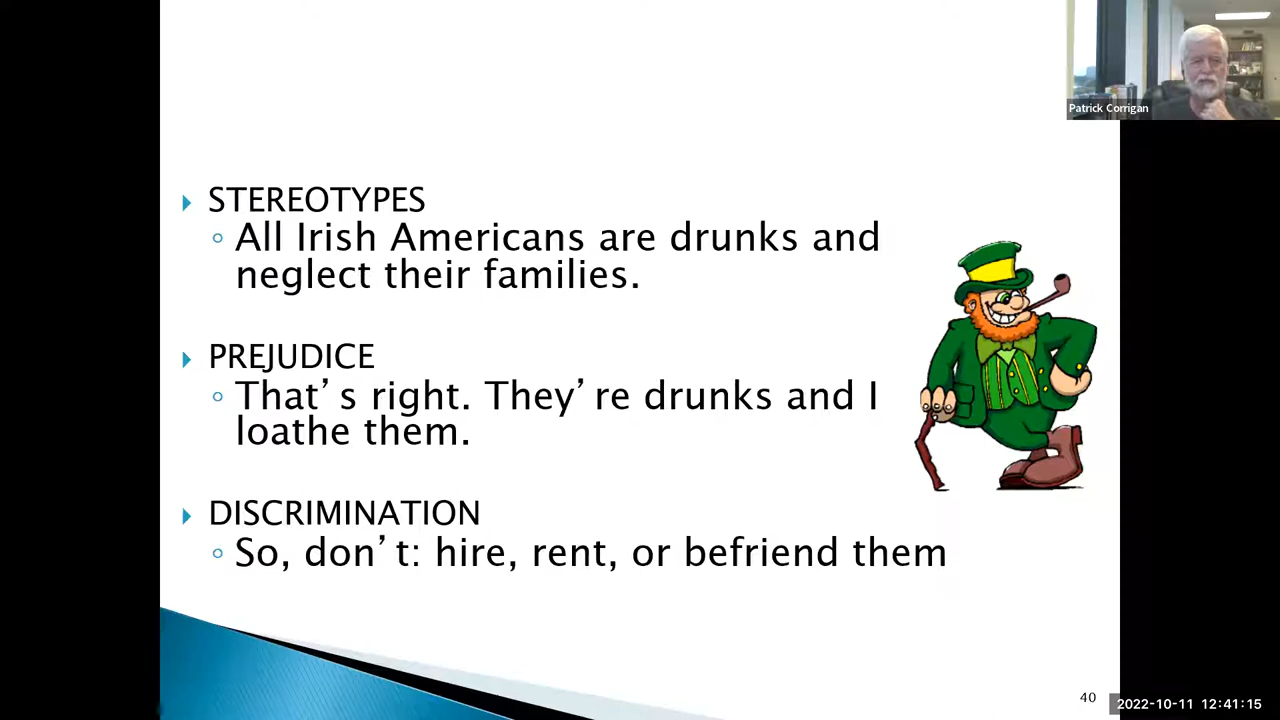 Patrick Corrigan
STEREOTYPES
All Irish Americans are drunks and
neglect their families.
PREJUDICE
That’s right. They’re drunks and I
loathe them.
DISCRIMINATION
So, don’t: hire, rent, or befriend them
40
2022-10-11 12:41:15